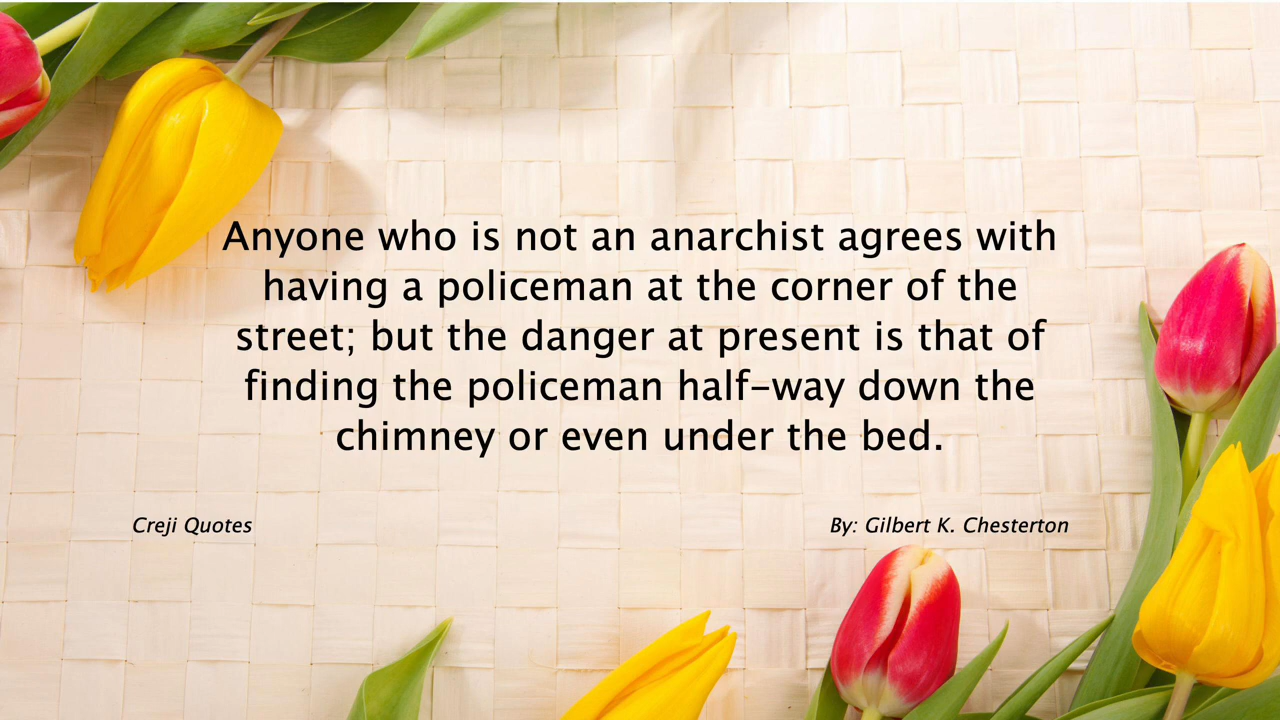 Anyone who is not an anarchist agrees with
having a policeman at the corner of the
street; but the danger at present is that of
finding the policeman half-way down the
chimney or even under the bed.
Creji Quotes
By: Gilbert K. Chesterton